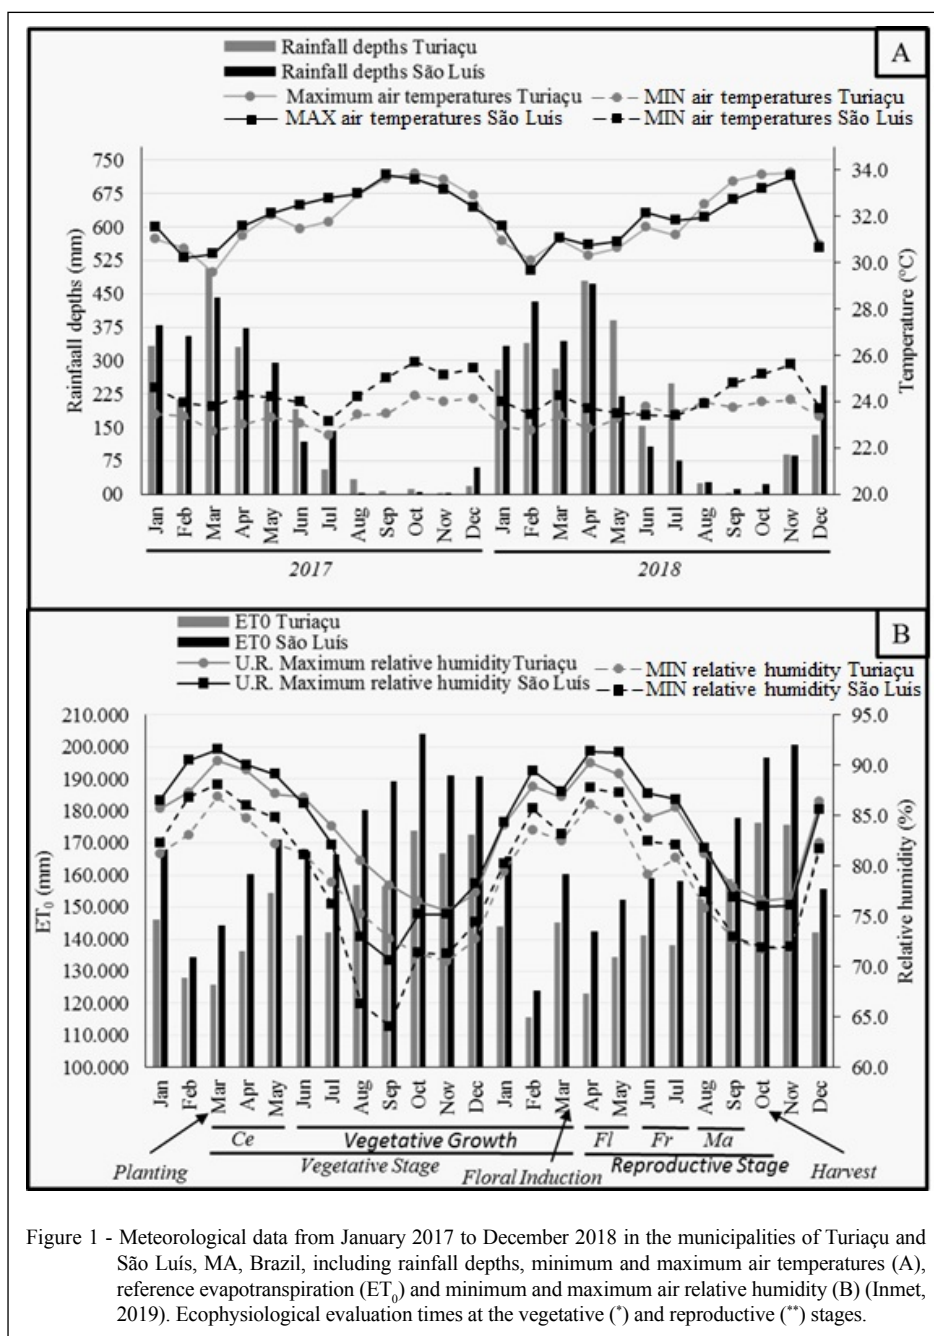 A
Rainfall depths Turiaçu
Rainfall depths São Luís
Maximum air temperatures Turiaçu
MIN air temperatures Turiaçu
MAX air temperatures São Luís
MIN air temperatures São Luís
Rainfaall depths (mm)
750
675
600
525
450
375
300
225
150
75
00
Temperature (°C)
34.0
32.0
30.0
28.0
26.0
24.0
22.0
20.0
Jan Feb Mar Apr May Jun Jul Aug Sep Oct Nov Dec Jan Feb Mar Apr May Jun Jul Aug Sep Oct Nov Dec
2017 2018
B
ET0 Turiaçu
ET0 São Luís
U.R. Maximum relative humidity Turiaçu
MIN relative humidity Turiaçu
U.R. Maximum relative humidity São Luís
MIN relative humidity São Luís
ET0 (mm)
210.000
200.000
190.000
180.000
170.000
160.000
150.000
140.000
130.000
120.000
110.000
100.000
Relative humidity (%)
95.0
90.0
85.0
80.0
75.0
70.0
65.0
60.0
Jan Feb Mar Apr May Jun Jul Aug Sep Oct Nov Dec Jan Feb Mar Apr May Jun Jul Aug Sep Oct Nov Dec
Ce Vegetative Growth Fl Fr Ma
Planting Vegetative Stage Floral Induction Reproductive Stage Harvest
Figure 1 - Meteorological data from January 2017 to December 2018 in the municipalities of Turiaçu and
São Luís, MA, Brazil, including rainfall depths, minimum and maximum air temperatures (A),
reference evapotranspiration (ET0) and minimum and maximum air relative humidity (B) (Inmet,
2019). Ecophysiological evaluation times at the vegetative (*) and reproductive (**) stages.